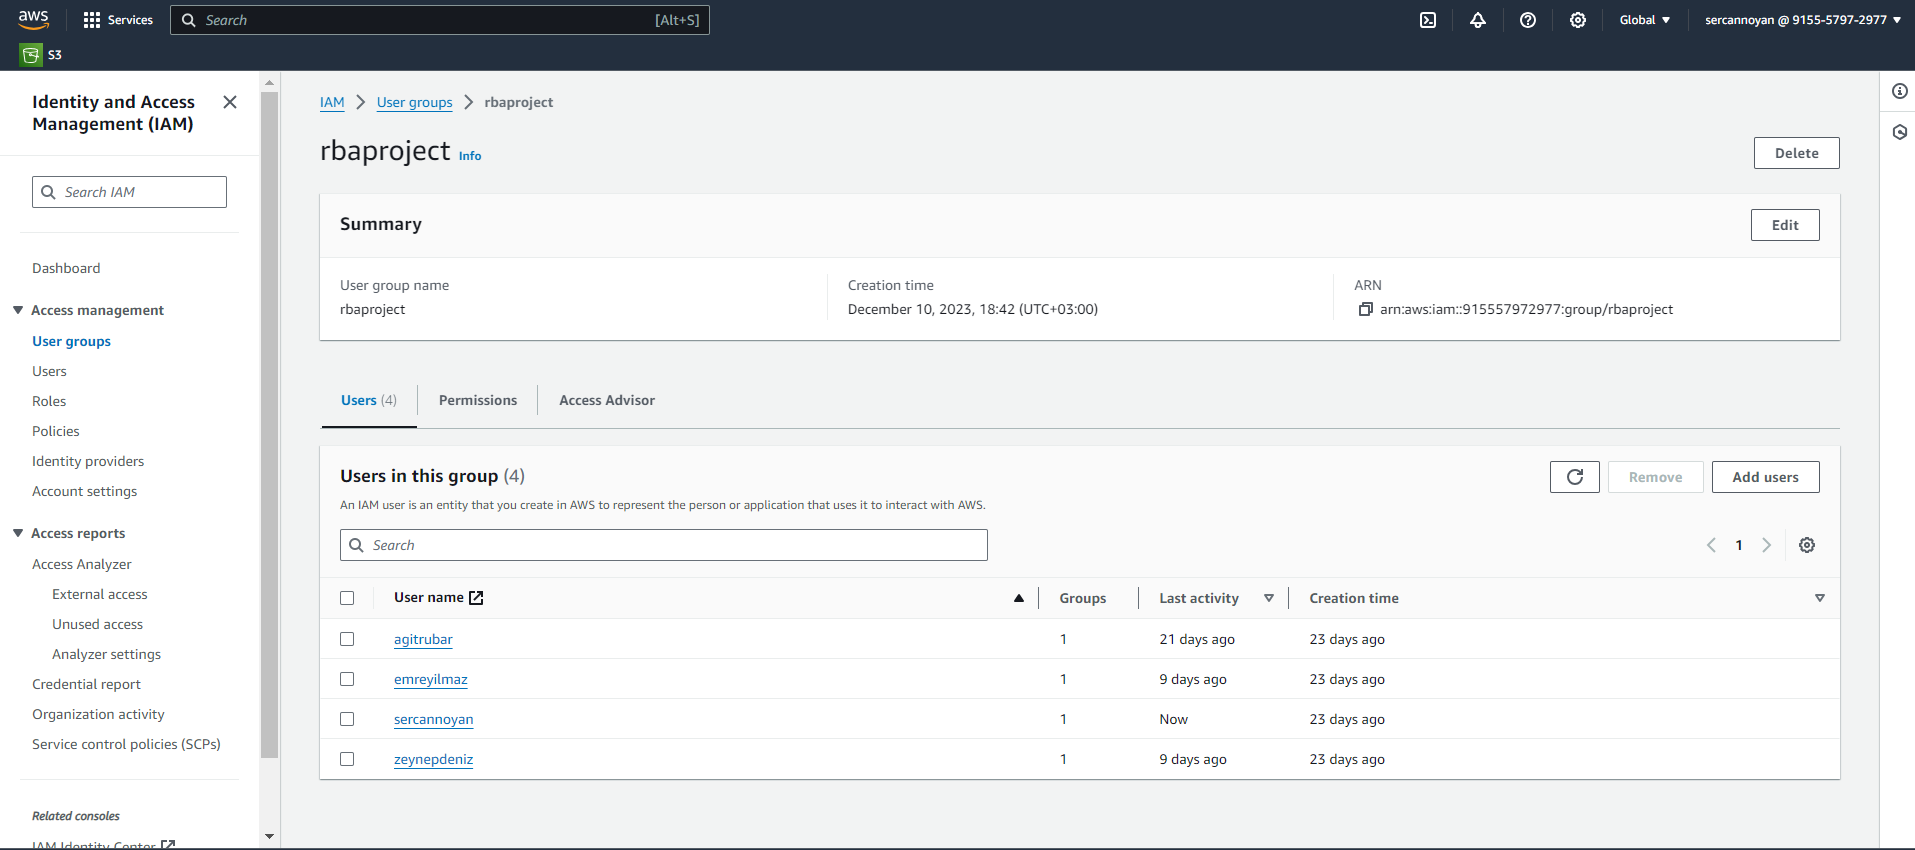 aws
Services
Search [Alt+S]
Global
sercannoyan @ 9155-5797-2977
S3
Identity and Access
Management (IAM)
Search IAM
Dashboard
Access management
User groups
Users
Roles
Policies
Identity providers
Account settings
Access reports
Access Analyzer
External access
Unused access
Analyzer settings
Credential report
Organization activity
Service control policies (SCPs)
Related consoles
IAM Identity Center
IAM > User groups > rbaproject
rbaproject Info
Delete
Summary
Edit
User group name
rbaproject
Creation time
December 10, 2023, 18:42 (UTC+03:00)
ARN
arn:aws:iam::915557972977:group/rbaproject
Users (4)
Permissions
Access Advisor
Users in this group (4)
Remove
Add users
An IAM user is an entity that you create in AWS to represent the person or application that uses it to interact with AWS.
Search
1
User name Groups Last activity Creation time
agitrubar 1 21 days ago 23 days ago
emreyilmaz 1 9 days ago 23 days ago
sercannoyan 1 Now 23 days ago
zeynepdeniz 1 9 days ago 23 days ago